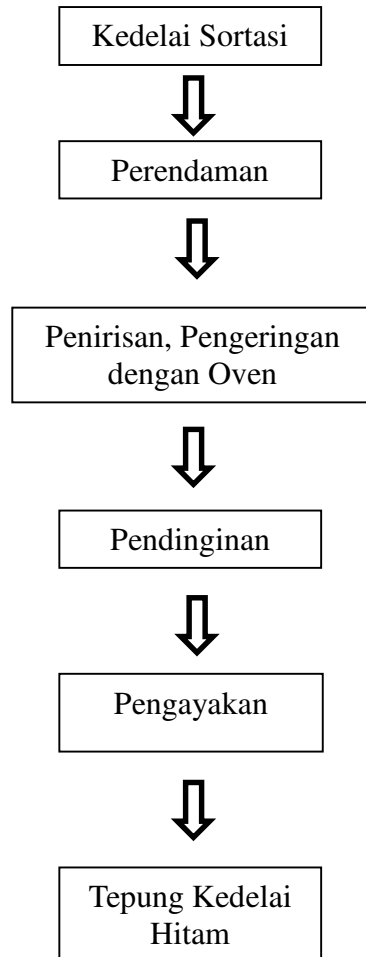 Kedelai Sortasi
Perendaman
Penirisan, Pengeringan
dengan Oven
Pendinginan
Pengayakan
Tepung Kedelai
Hitam